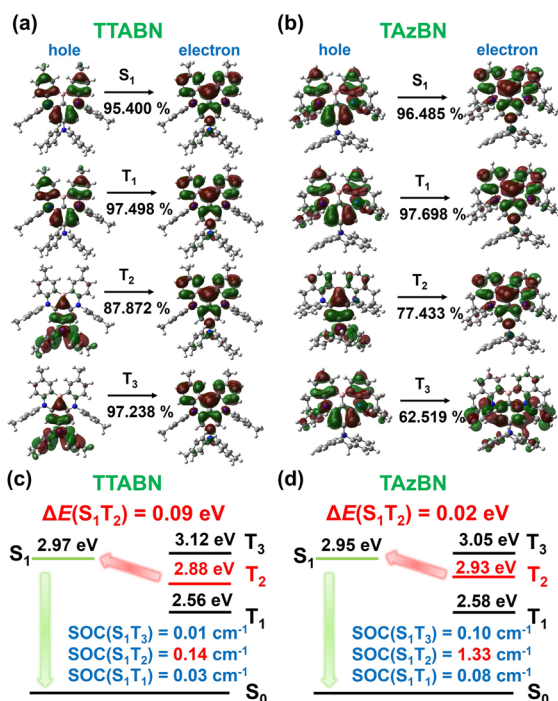 (a) TTABN
hole electron
S₁
95.400 %
T₁
97.498 %
T₂
87.872 %
T₃
97.238 %
(b) TAzBN
hole electron
S₁
96.485 %
T₁
97.698 %
T₂
77.433 %
T₃
62.519 %
(c) TTABN
ΔE(S₁T₂) = 0.09 eV
S₁ 2.97 eV
3.12 eV T₃
2.88 eV T₂
2.56 eV T₁
SOC(S₁T₃) = 0.01 cm⁻¹
SOC(S₁T₂) = 0.14 cm⁻¹
SOC(S₁T₁) = 0.03 cm⁻¹
S₀
(d) TAzBN
ΔE(S₁T₂) = 0.02 eV
S₁ 2.95 eV
3.05 eV T₃
2.93 eV T₂
2.58 eV T₁
SOC(S₁T₃) = 0.10 cm⁻¹
SOC(S₁T₂) = 1.33 cm⁻¹
SOC(S₁T₁) = 0.08 cm⁻¹
S₀